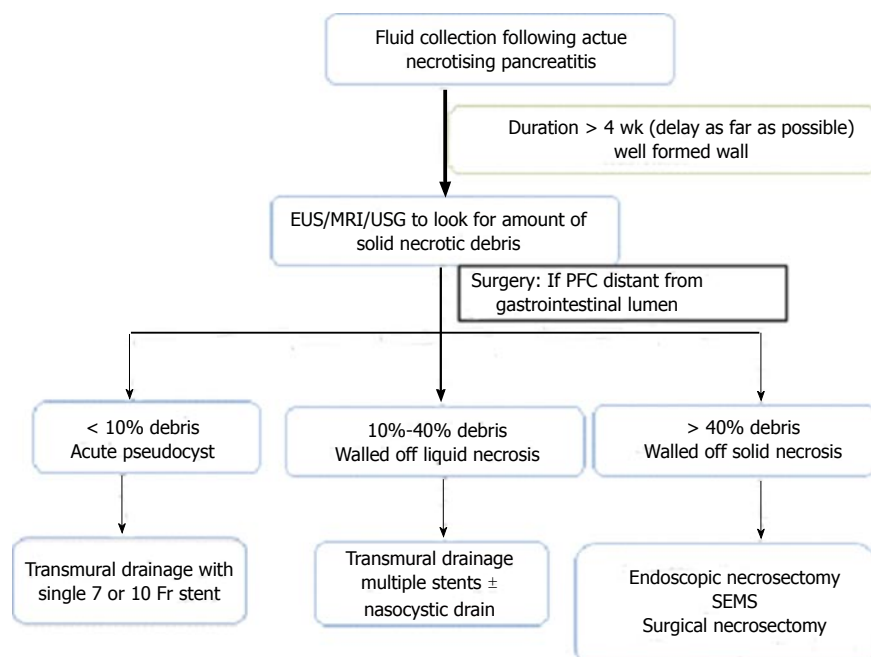 Fluid collection following actue
necrotising pancreatitis
Duration > 4 wk (delay as far as possible)
well formed wall
EUS/MRI/USG to look for amount of
solid necrotic debris
Surgery: If PFC distant from
gastrointestinal lumen
< 10% debris
Acute pseudocyst
10%-40% debris
Walled off liquid necrosis
> 40% debris
Walled off solid necrosis
Transmural drainage with
single 7 or 10 Fr stent
Transmural drainage
multiple stents ±
nasocystic drain
Endoscopic necrosectomy
SEMS
Surgical necrosectomy